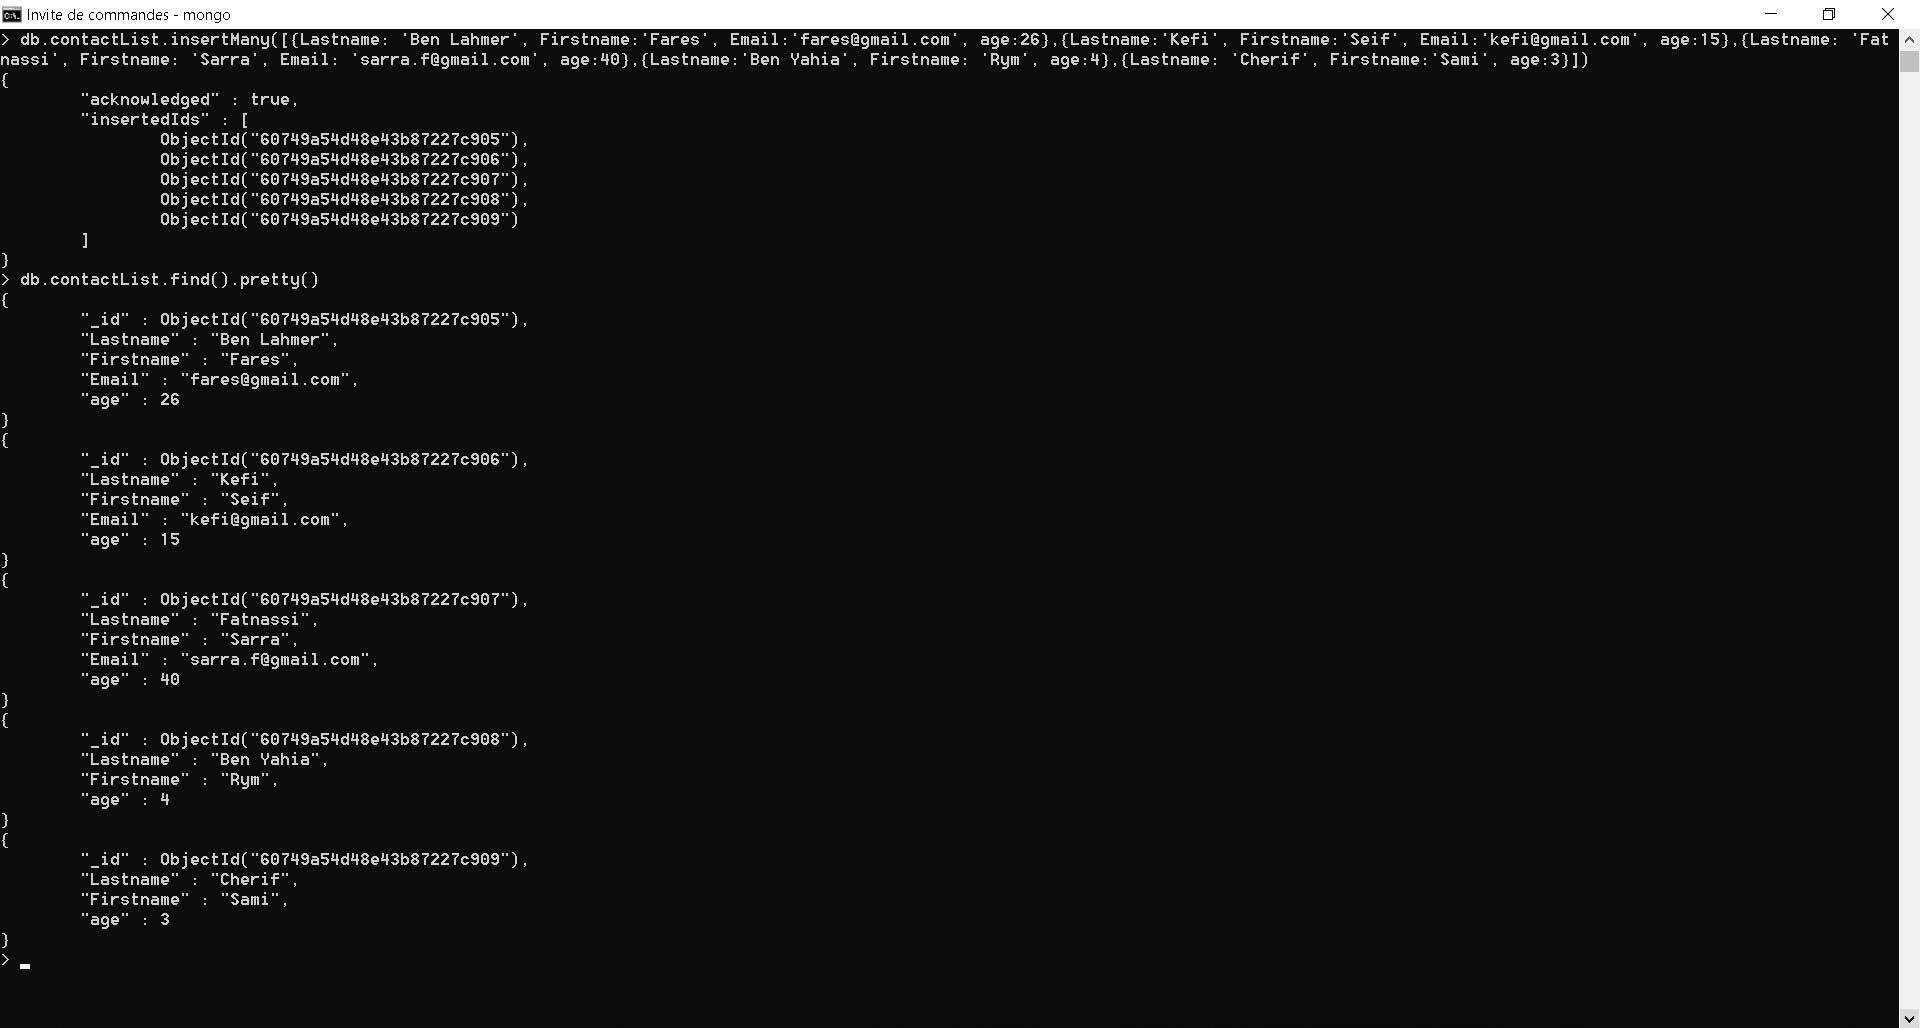 Invite de commandes - mongo
> db.contactList.insertMany([{Lastname: 'Ben Lahmer', Firstname:'Fares', Email:'fares@gmail.com', age:26},{Lastname:'Kefi', Firstname:'Seif', Email:'kefi@gmail.com', age:15},{Lastname: 'Fat
nassi', Firstname: 'Sarra', Email: 'sarra.f@gmail.com', age:40},{Lastname:'Ben Yahia', Firstname: 'Rym', age:4},{Lastname: 'Cherif', Firstname:'Sami', age:3}])
{
        "acknowledged" : true,
        "insertedIds" : [
                ObjectId("60749a54d48e43b87227c905"),
                ObjectId("60749a54d48e43b87227c906"),
                ObjectId("60749a54d48e43b87227c907"),
                ObjectId("60749a54d48e43b87227c908"),
                ObjectId("60749a54d48e43b87227c909")
        ]
}
> db.contactList.find().pretty()
{
        "_id" : ObjectId("60749a54d48e43b87227c905"),
        "Lastname" : "Ben Lahmer",
        "Firstname" : "Fares",
        "Email" : "fares@gmail.com",
        "age" : 26
}
{
        "_id" : ObjectId("60749a54d48e43b87227c906"),
        "Lastname" : "Kefi",
        "Firstname" : "Seif",
        "Email" : "kefi@gmail.com",
        "age" : 15
}
{
        "_id" : ObjectId("60749a54d48e43b87227c907"),
        "Lastname" : "Fatnassi",
        "Firstname" : "Sarra",
        "Email" : "sarra.f@gmail.com",
        "age" : 40
}
{
        "_id" : ObjectId("60749a54d48e43b87227c908"),
        "Lastname" : "Ben Yahia",
        "Firstname" : "Rym",
        "age" : 4
}
{
        "_id" : ObjectId("60749a54d48e43b87227c909"),
        "Lastname" : "Cherif",
        "Firstname" : "Sami",
        "age" : 3
}
>